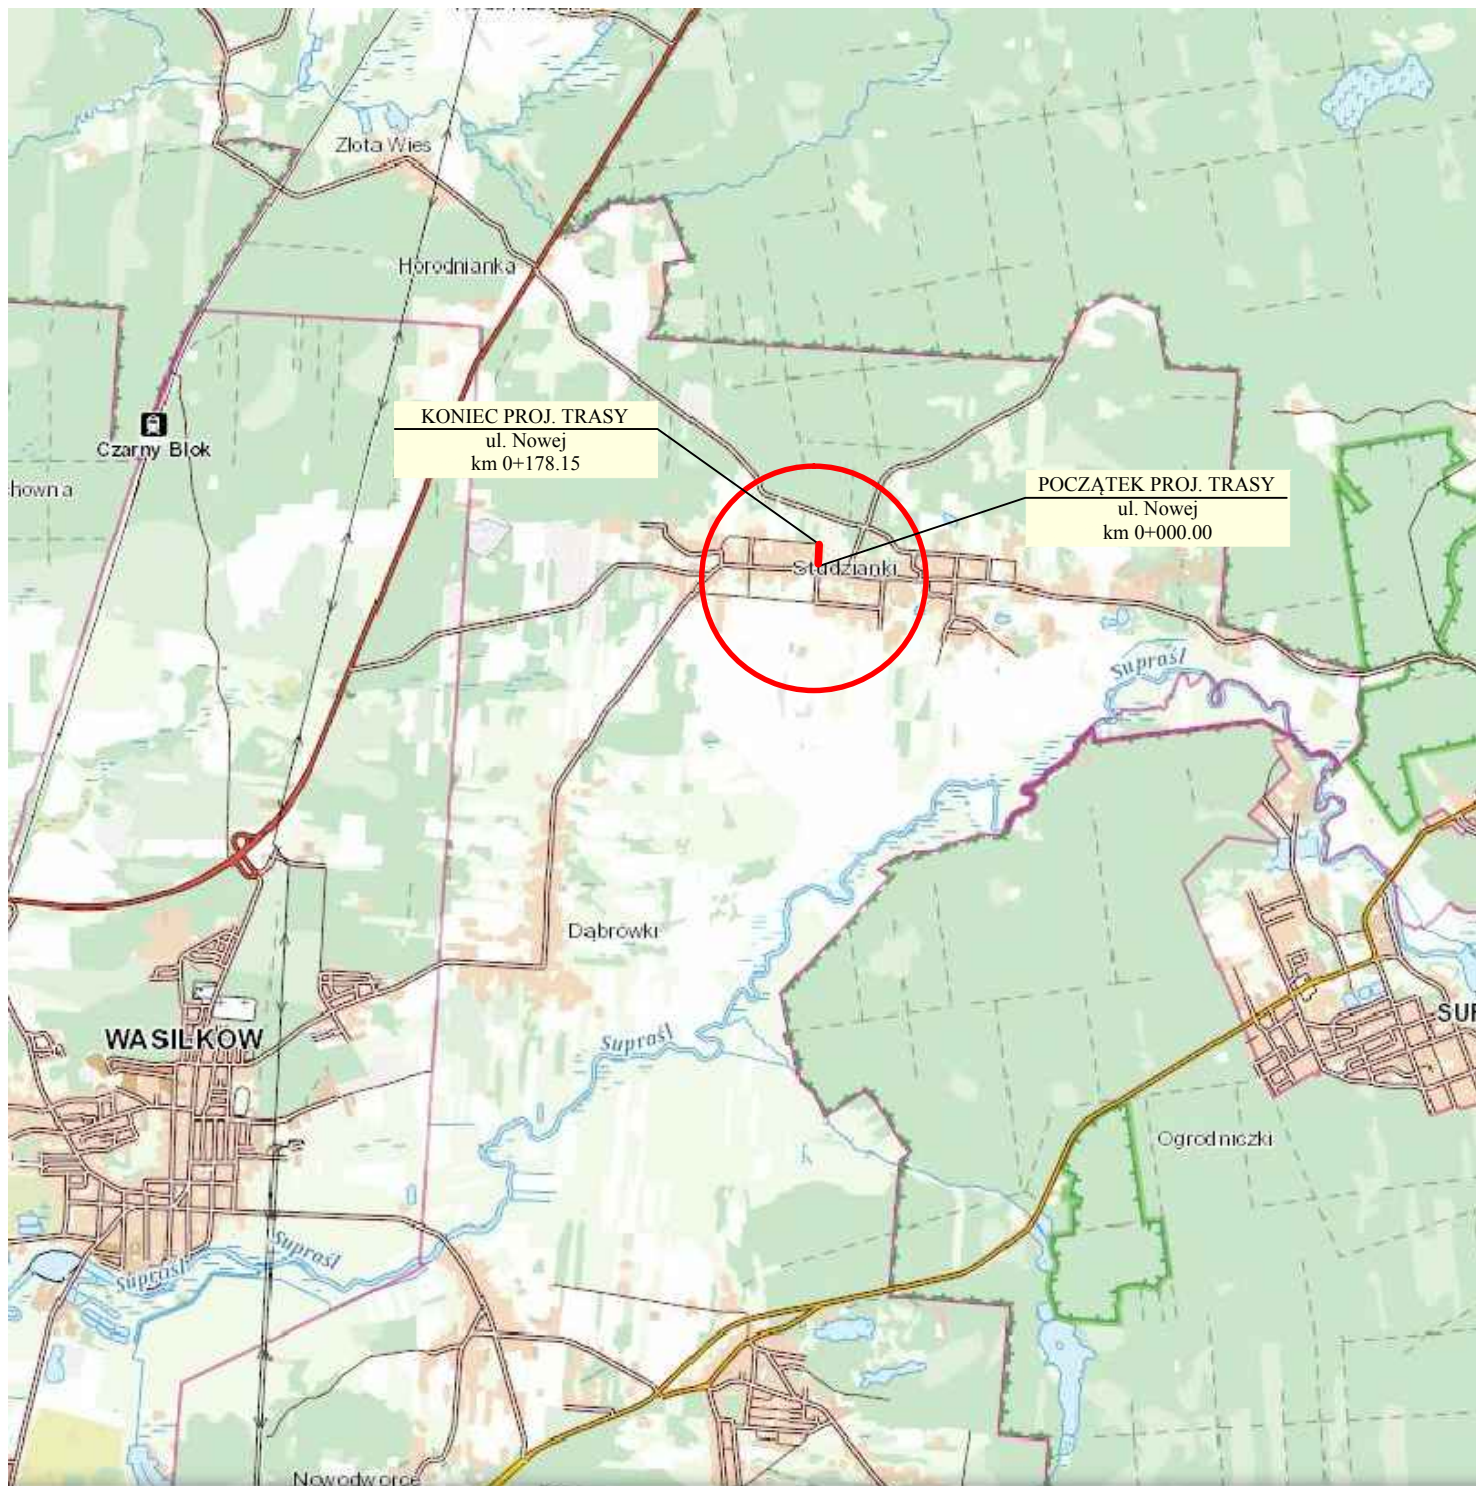 Złota Wieś
Horodnianka
KONIEC PROJ. TRASY
ul. Nowej
km 0+178.15
Czarny Blok
POCZĄTEK PROJ. TRASY
ul. Nowej
km 0+000.00
Studzianki
Supraśl
Dąbrówki
WASILKÓW
Supraśl
SUP
Ogrodniczki
Supraśl
Supraśl
Nowodworce